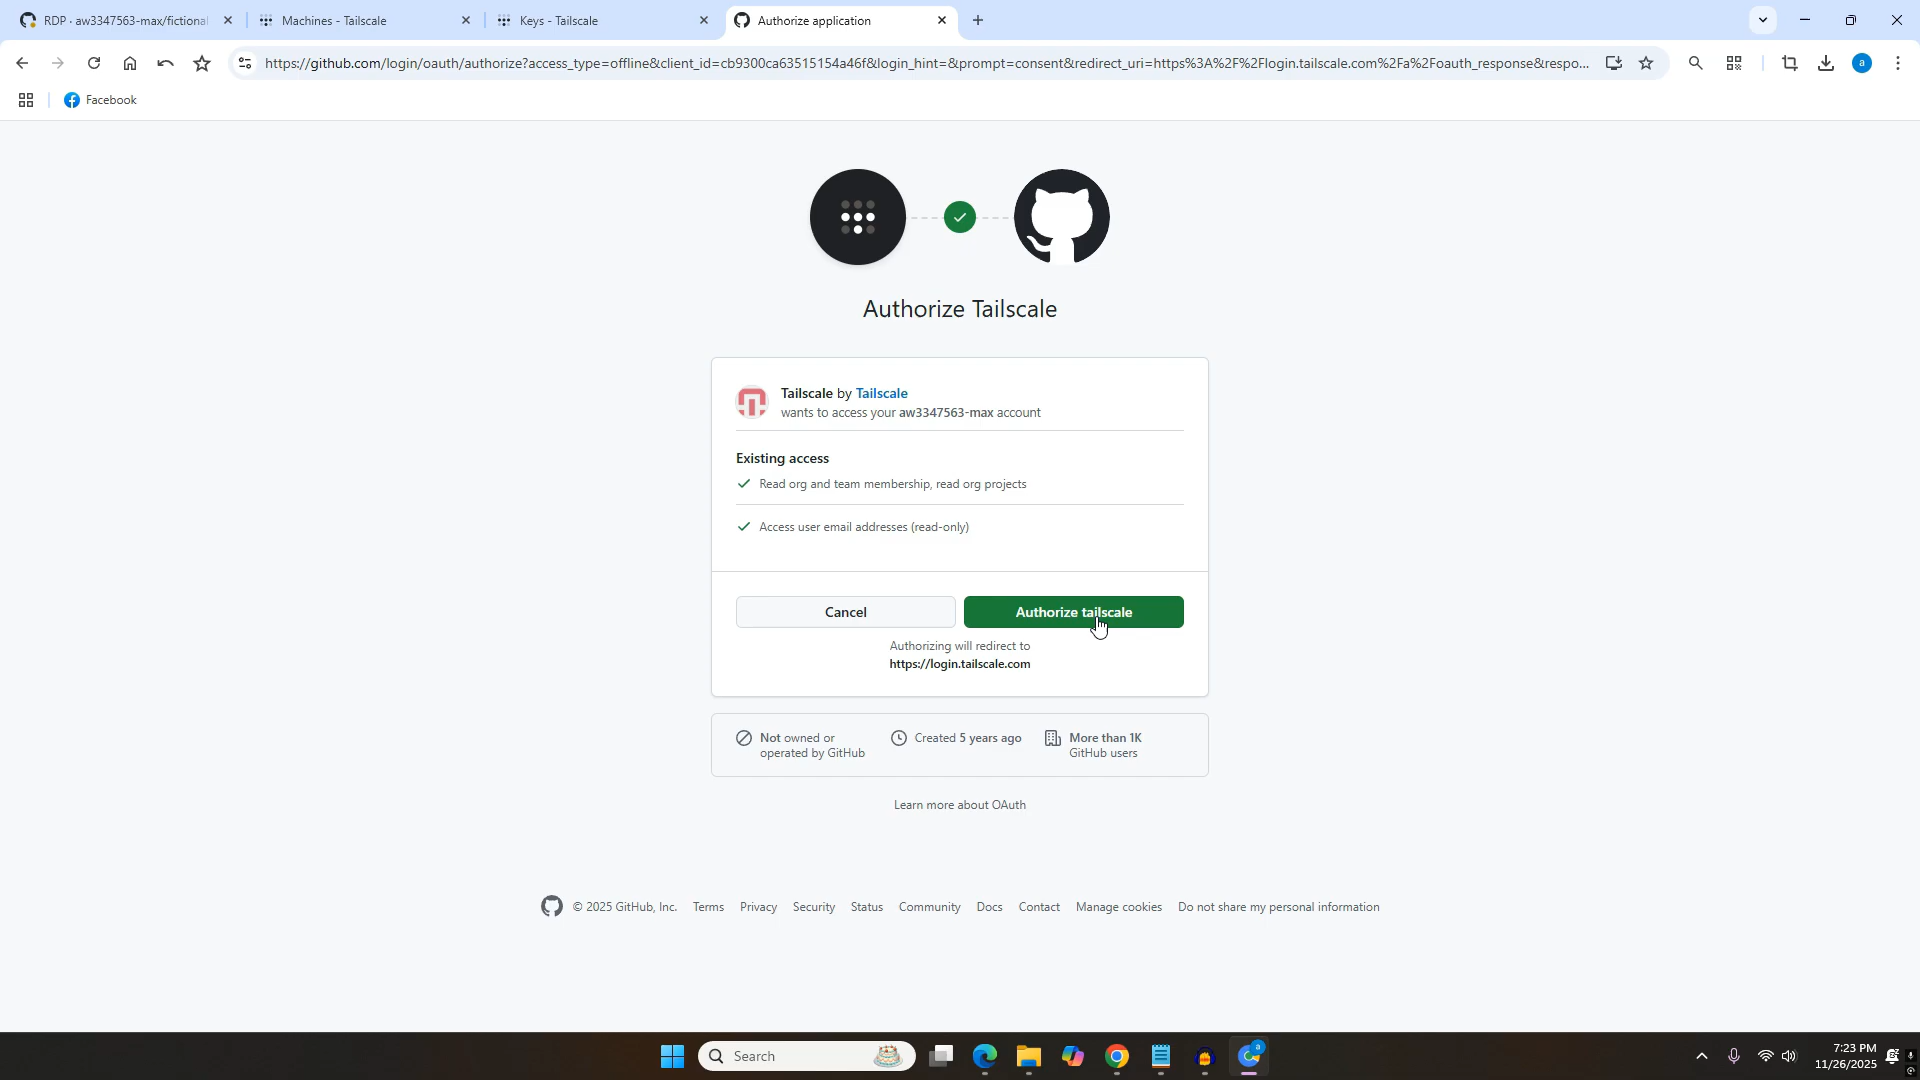 RDP · aw3347563-max/fictional
Machines - Tailscale
Keys - Tailscale
Authorize application
https://github.com/login/oauth/authorize?access_type=offline&client_id=cb9300ca63515154a46f&login_hint=&prompt=consent&redirect_uri=https%3A%2F%2Flogin.tailscale.com%2Fa%2Foauth_response&respo...
a
Facebook
Authorize Tailscale
Tailscale by Tailscale
wants to access your aw3347563-max account
Existing access
Read org and team membership, read org projects
Access user email addresses (read-only)
Cancel
Authorize tailscale
Authorizing will redirect to
https://login.tailscale.com
Not owned or
operated by GitHub
Created 5 years ago
More than 1K
GitHub users
Learn more about OAuth
© 2025 GitHub, Inc. Terms Privacy Security Status Community Docs Contact Manage cookies Do not share my personal information
Search
a
7:23 PM
11/26/2025